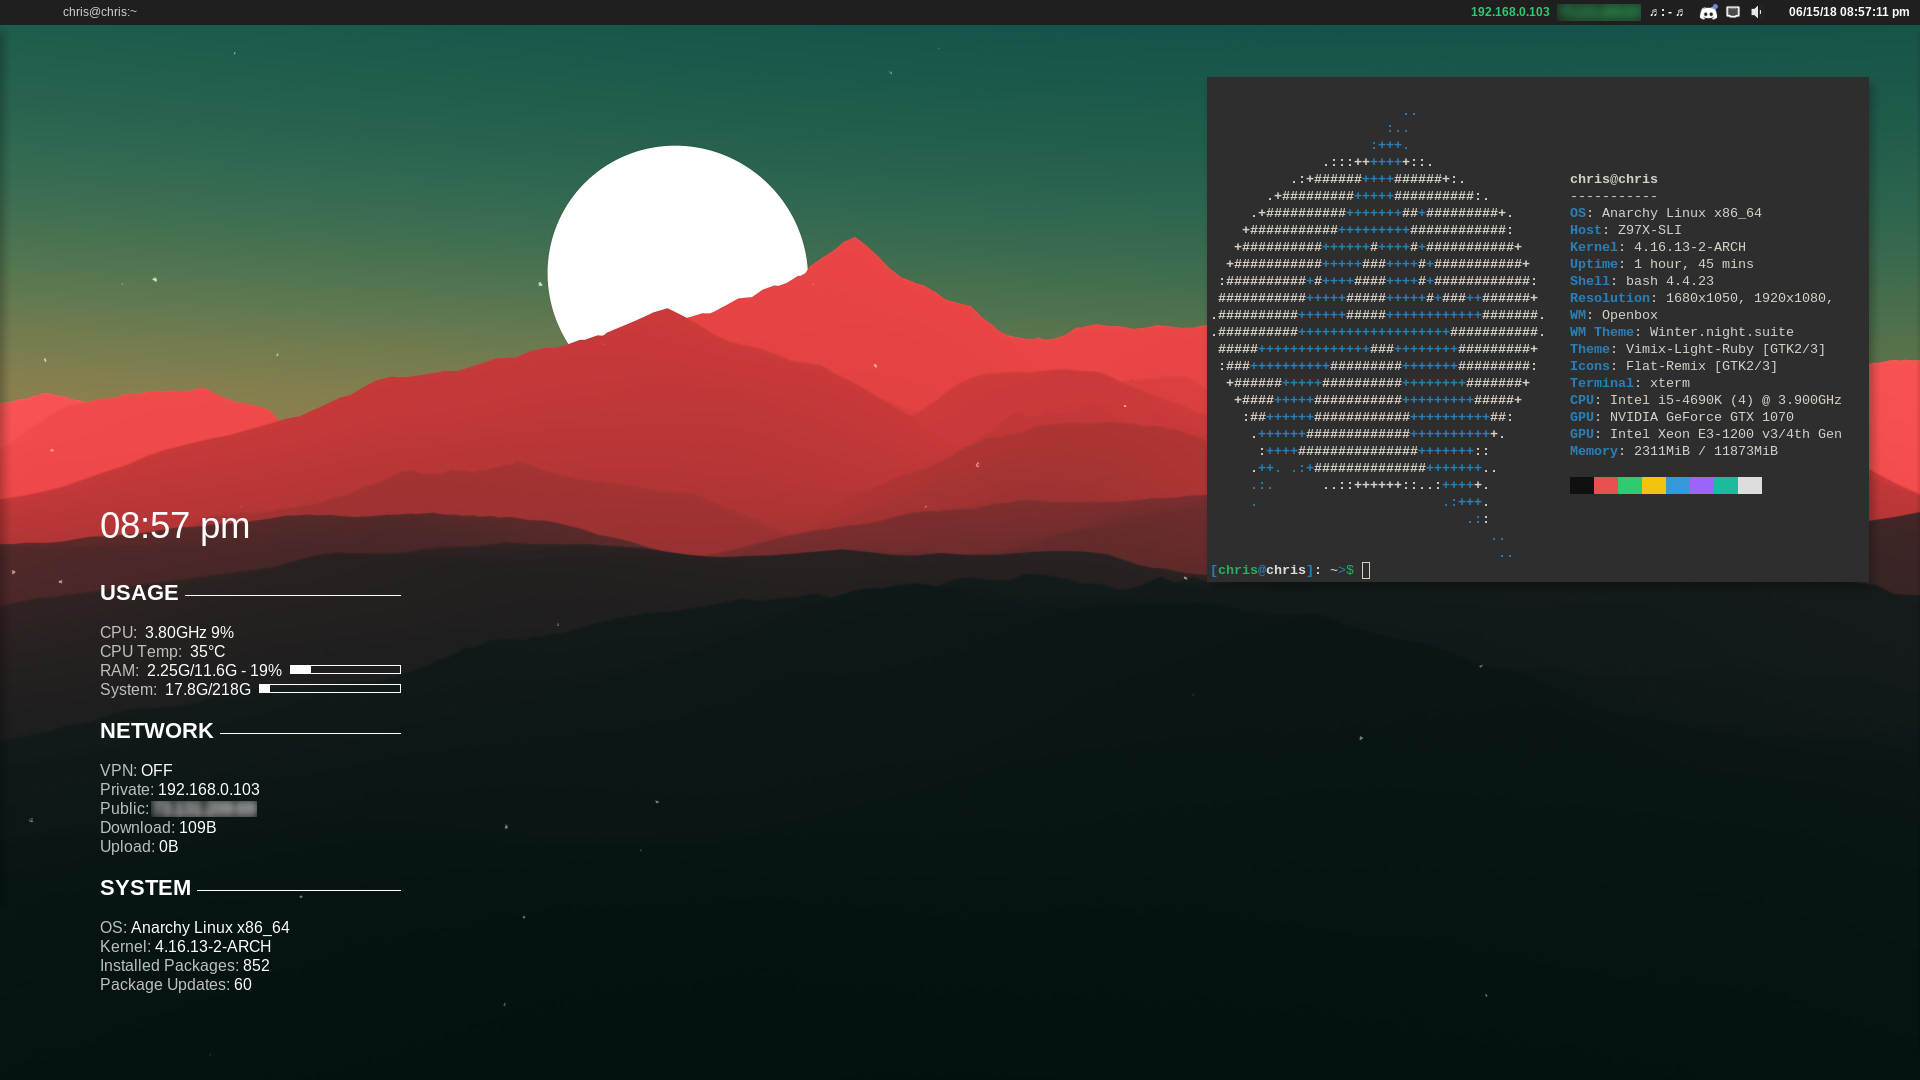 chris@chris:~
192.168.0.103
♬:-♬
06/15/18 08:57:11 pm
chris@chris
-----------
OS: Anarchy Linux x86_64
Host: Z97X-SLI
Kernel: 4.16.13-2-ARCH
Uptime: 1 hour, 45 mins
Shell: bash 4.4.23
Resolution: 1680x1050, 1920x1080,
WM: Openbox
WM Theme: Winter.night.suite
Theme: Vimix-Light-Ruby [GTK2/3]
Icons: Flat-Remix [GTK2/3]
Terminal: xterm
CPU: Intel i5-4690K (4) @ 3.900GHz
GPU: NVIDIA GeForce GTX 1070
GPU: Intel Xeon E3-1200 v3/4th Gen
Memory: 2311MiB / 11873MiB
[chris@chris]: ~>$
08:57 pm
USAGE
CPU: 3.80GHz 9%
CPU Temp: 35°C
RAM: 2.25G/11.6G - 19%
System: 17.8G/218G
NETWORK
VPN: OFF
Private: 192.168.0.103
Public:
Download: 109B
Upload: 0B
SYSTEM
OS: Anarchy Linux x86_64
Kernel: 4.16.13-2-ARCH
Installed Packages: 852
Package Updates: 60